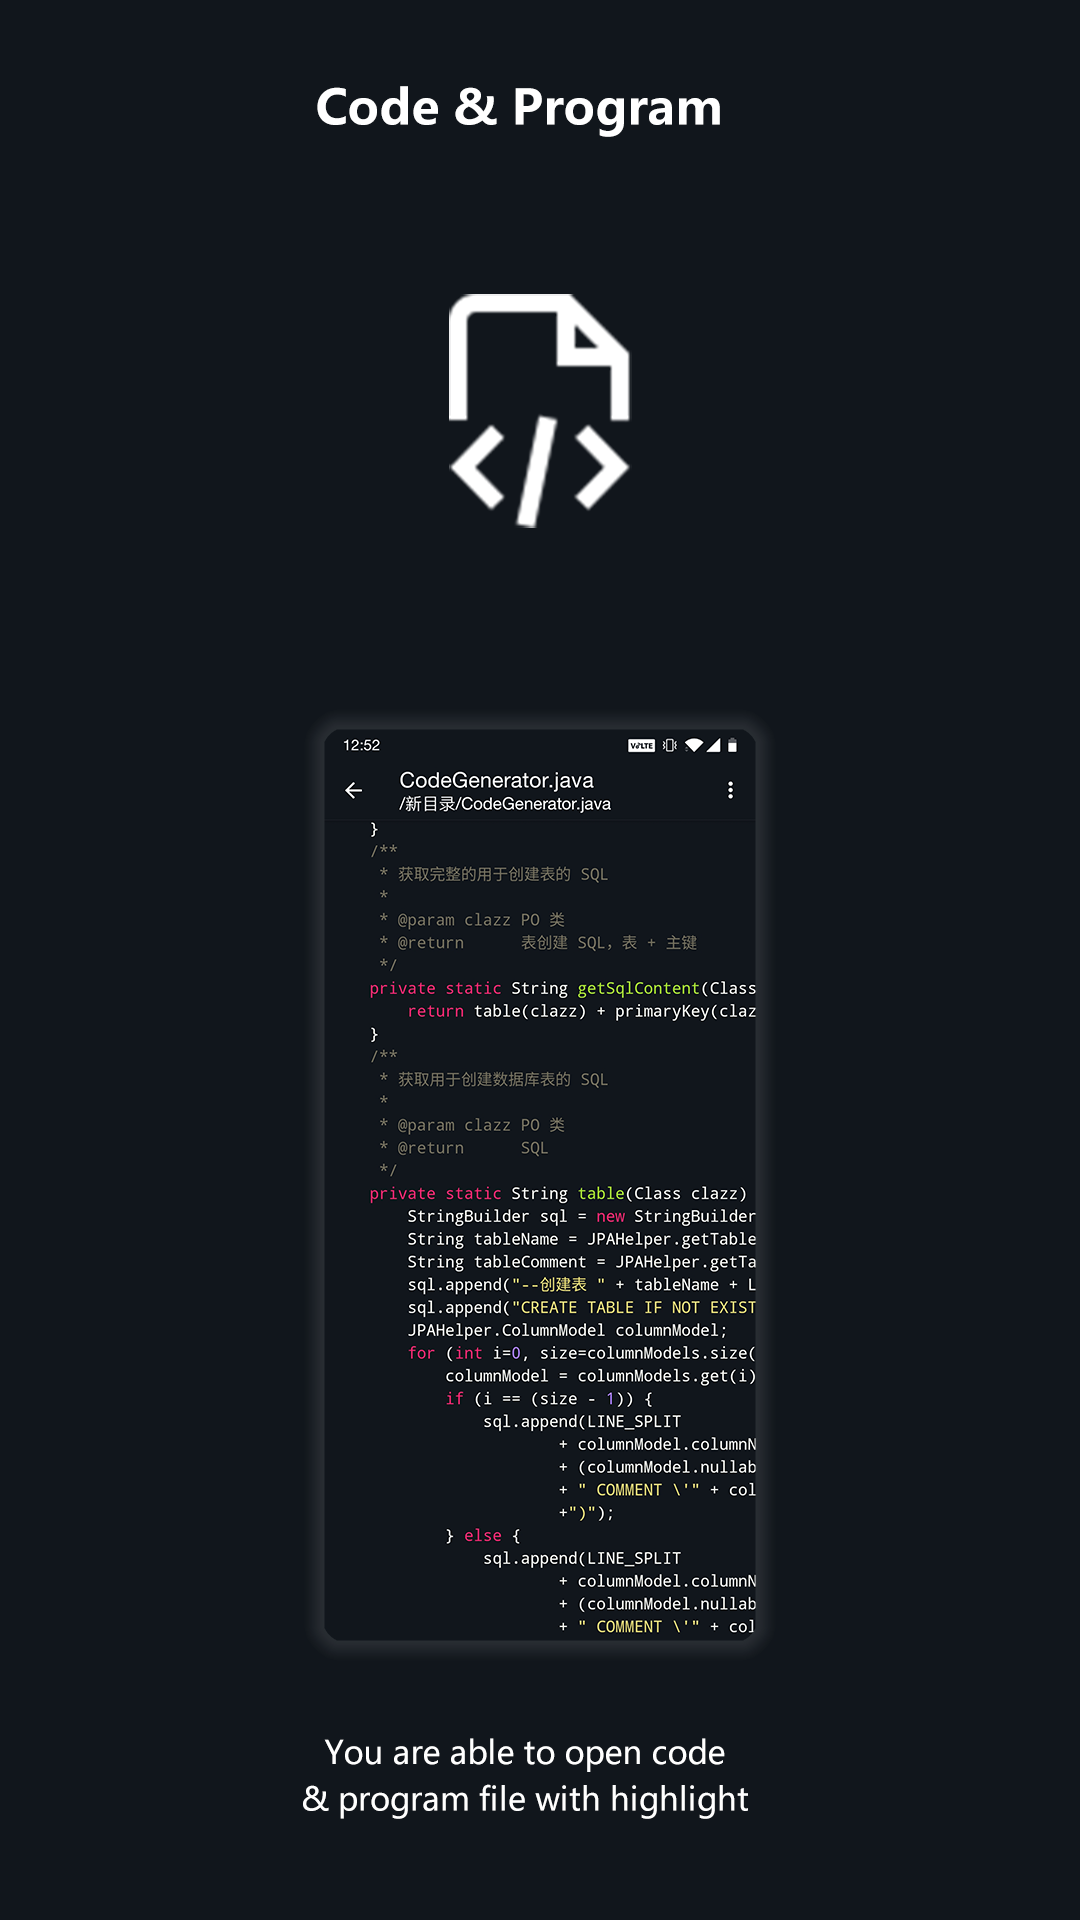 Code & Program
</>
12:52
VoLTE
CodeGenerator.java
/新目录/CodeGenerator.java
}
/**
* 获取完整的用于创建表的 SQL
*
* @param clazz PO 类
* @return 表创建 SQL, 表 + 主键
*/
private static String getSqlContent(Class
return table(clazz) + primaryKey(claz
}
/**
* 获取用于创建数据库表的 SQL
*
* @param clazz PO 类
* @return SQL
*/
private static String table(Class clazz)
StringBuilder sql = new StringBuilder
String tableName = JPAHelper.getTable
String tableComment = JPAHelper.getTa
sql.append("--创建表 " + tableName + L
sql.append("CREATE TABLE IF NOT EXIST
JPAHelper.ColumnModel columnModel;
for (int i=0, size=columnModels.size(
columnModel = columnModels.get(i)
if (i == (size - 1)) {
sql.append(LINE_SPLIT
+ columnModel.columnN
+ (columnModel.nullab
+ " COMMENT \'" + col
+")");
} else {
sql.append(LINE_SPLIT
+ columnModel.columnN
+ (columnModel.nullab
+ " COMMENT \'" + col
You are able to open code
& program file with highlight